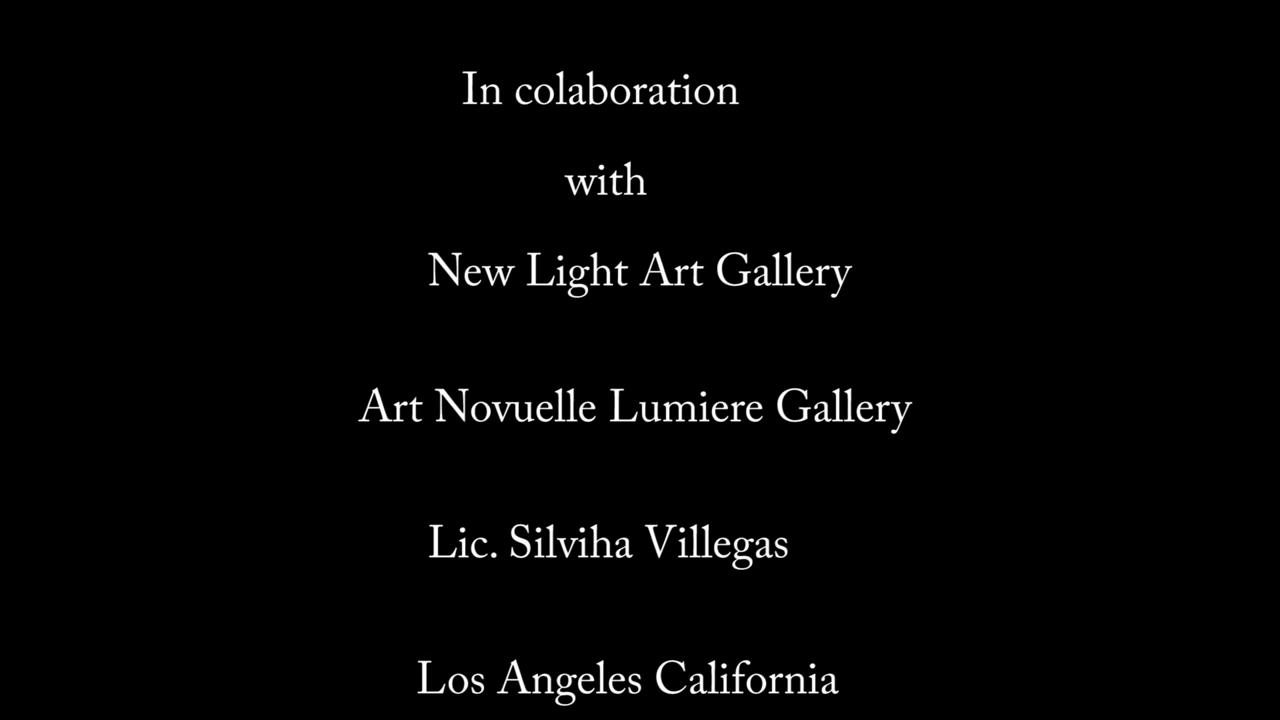 In colaboration
with
New Light Art Gallery
Art Novuelle Lumiere Gallery
Lic. Silviha Villegas
Los Angeles California